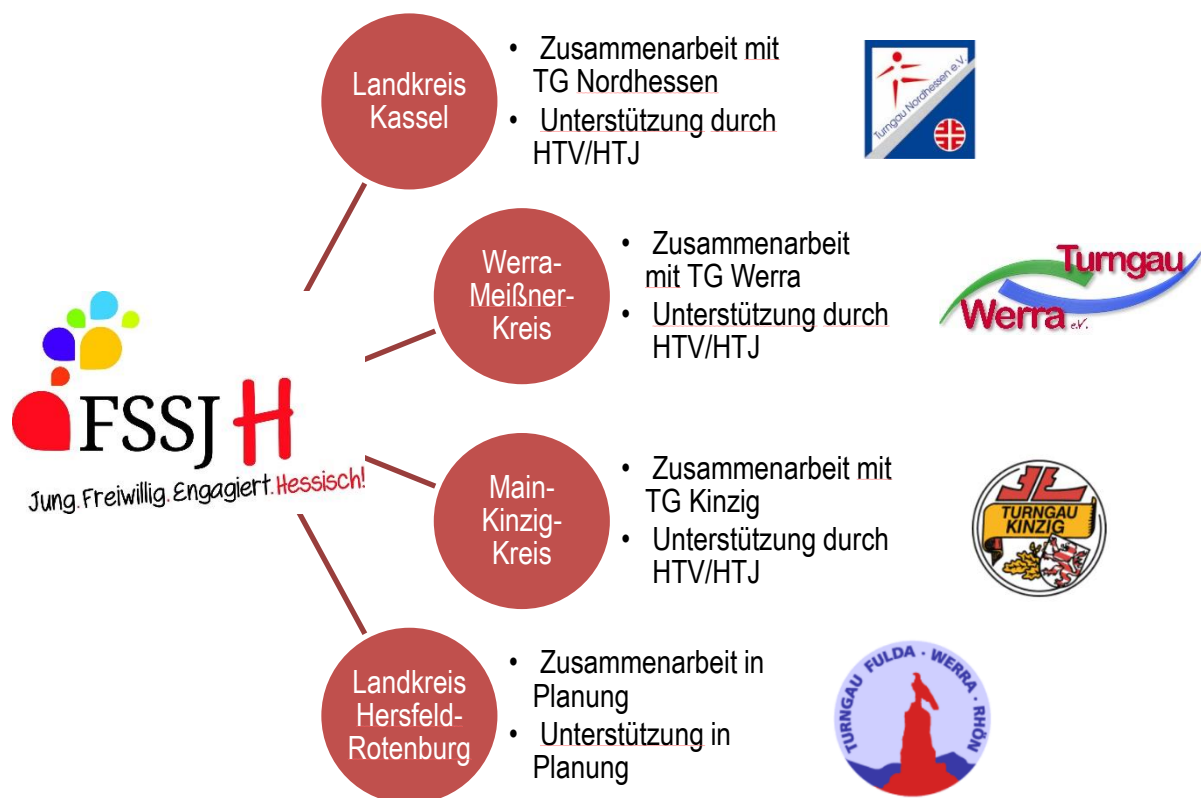 Landkreis
Kassel
• Zusammenarbeit mit
TG Nordhessen
• Unterstützung durch
HTV/HTJ
Turngau Nordhessen e.V.
Werra-
Meißner-
Kreis
• Zusammenarbeit
mit TG Werra
• Unterstützung durch
HTV/HTJ
Turngau
Werra e.V.
FSSJ H
Jung. Freiwillig. Engagiert. Hessisch!
Main-
Kinzig-
Kreis
• Zusammenarbeit mit
TG Kinzig
• Unterstützung durch
HTV/HTJ
TURNGAU
KINZIG
Landkreis
Hersfeld-
Rotenburg
• Zusammenarbeit in
Planung
• Unterstützung in
Planung
TURNGAU FULDA · WERRA · RHÖN